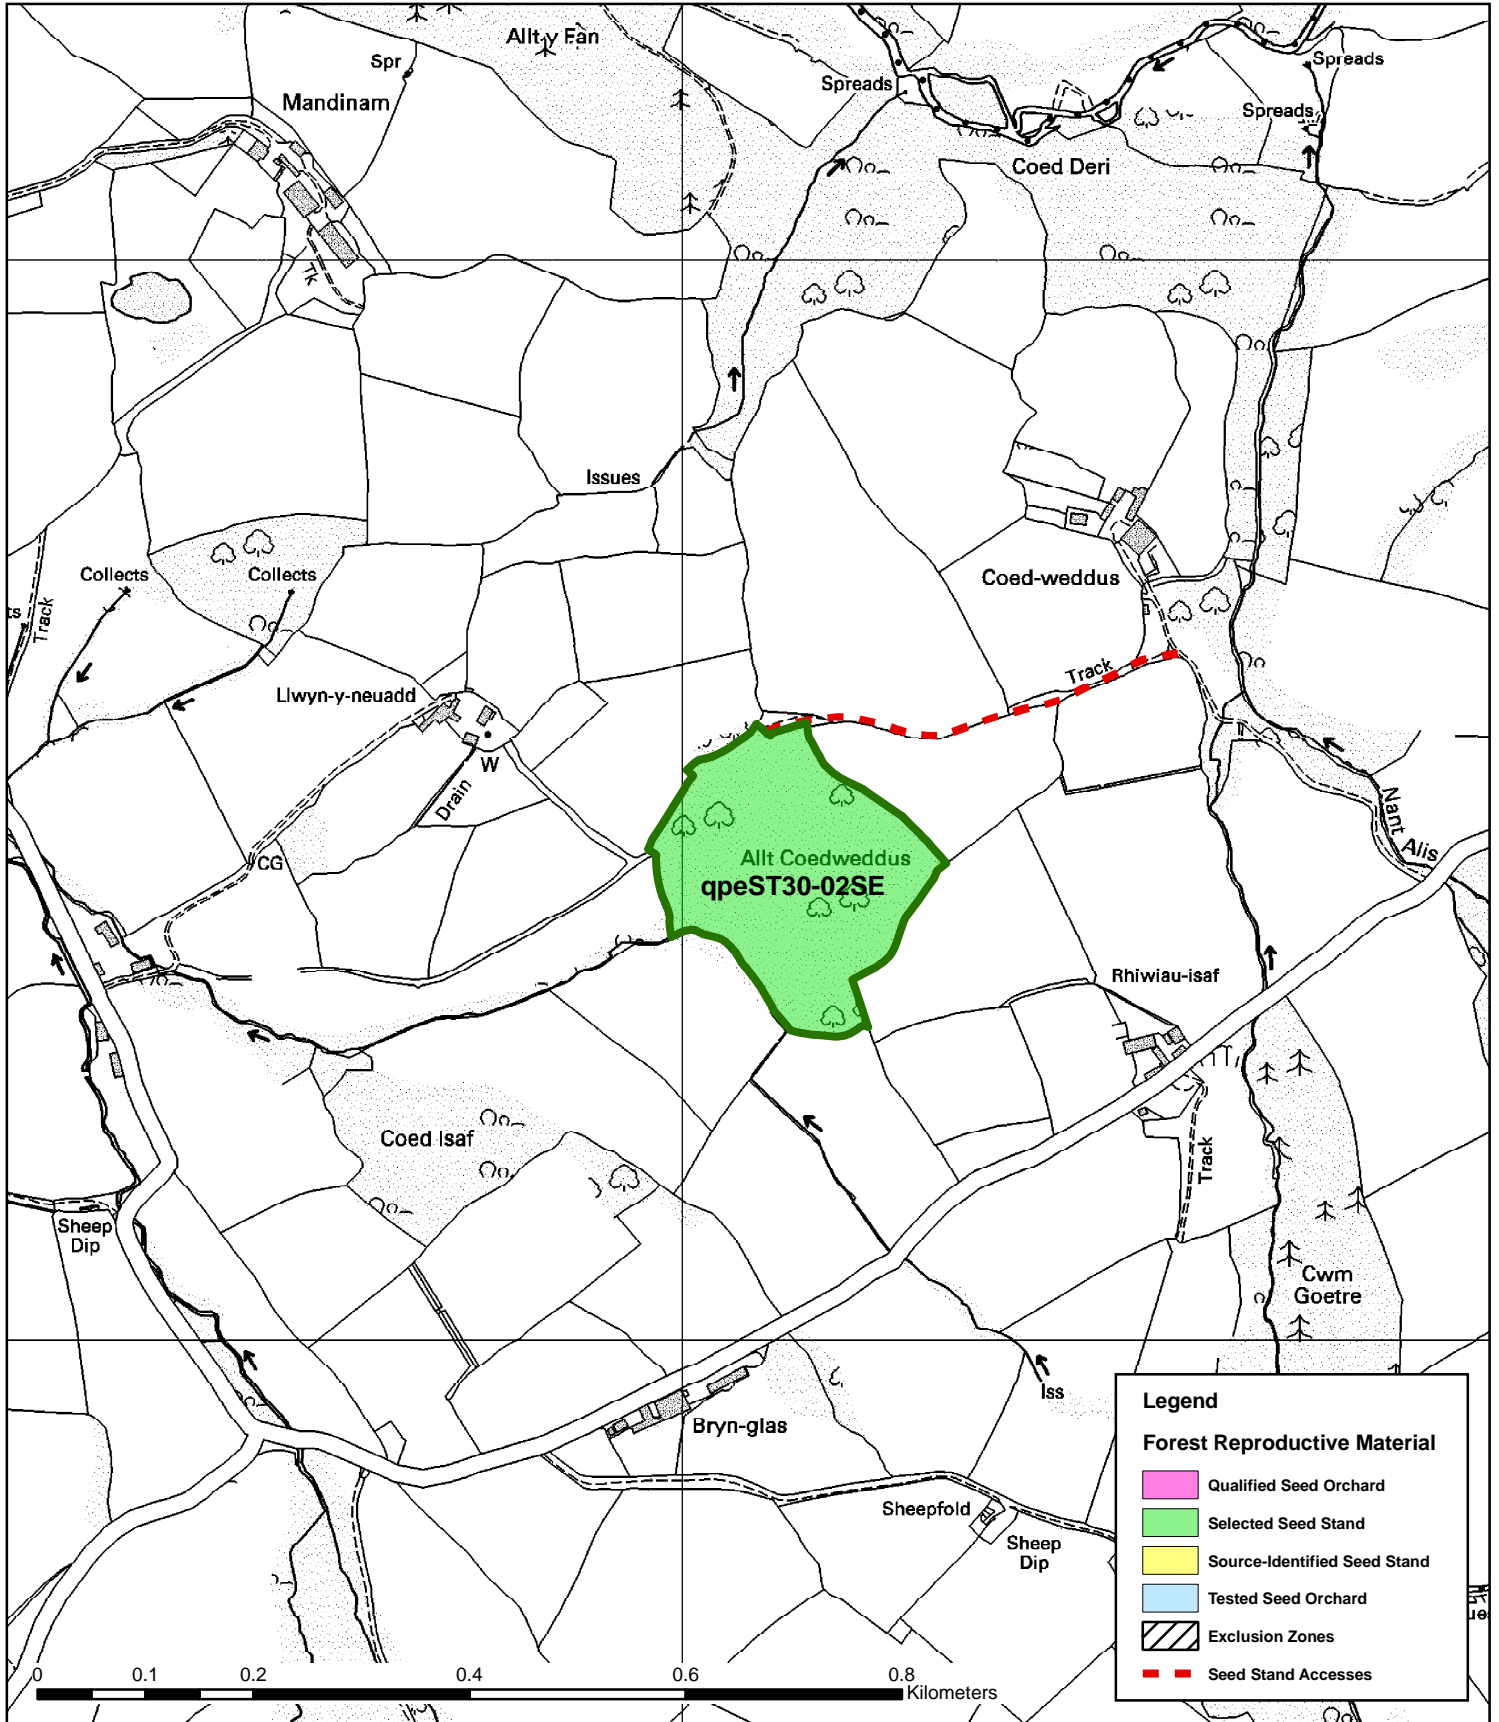 Allt y Fan
Spr
Mandinam
Spreads
Spreads
Spreads
Coed Deri
Tk
Issues
Collects
Collects
Track
Coed-weddus
Llwyn-y-neuadd
Track
W
Drain
CG
Nant Alis
Allt Coedweddus
qpeST30-02SE
Rhiwiau-isaf
Coed Isaf
Track
Sheep
Dip
Cwm
Goetre
Iss
Bryn-glas
Sheepfold
Sheep
Dip
Legend
Forest Reproductive Material
Qualified Seed Orchard
Selected Seed Stand
Source-Identified Seed Stand
Tested Seed Orchard
Exclusion Zones
Seed Stand Accesses
0 0.1 0.2 0.4 0.6 0.8
Kilometers